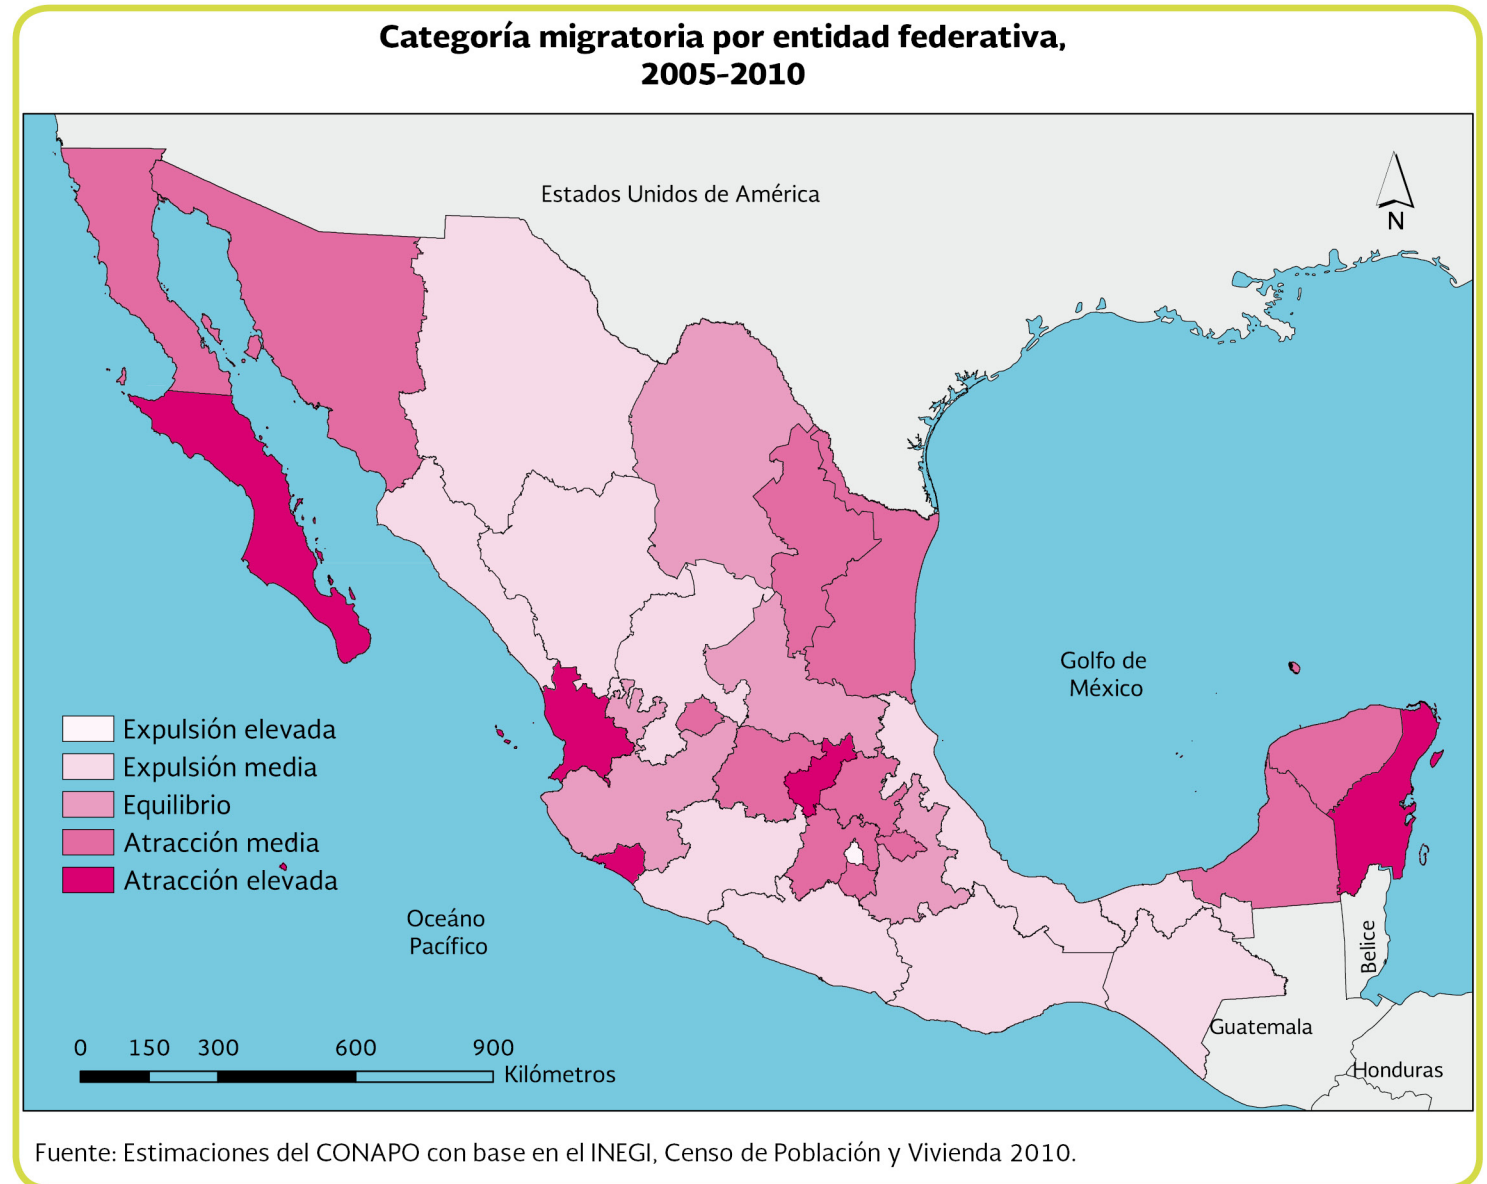 Categoría migratoria por entidad federativa,
2005-2010
Estados Unidos de América
N
Golfo de
México
Expulsión elevada
Expulsión media
Equilibrio
Atracción media
Atracción elevada
Oceáno
Pacífico
Belice
Guatemala
Honduras
0 150 300 600 900
Kilómetros
Fuente: Estimaciones del CONAPO con base en el INEGI, Censo de Población y Vivienda 2010.